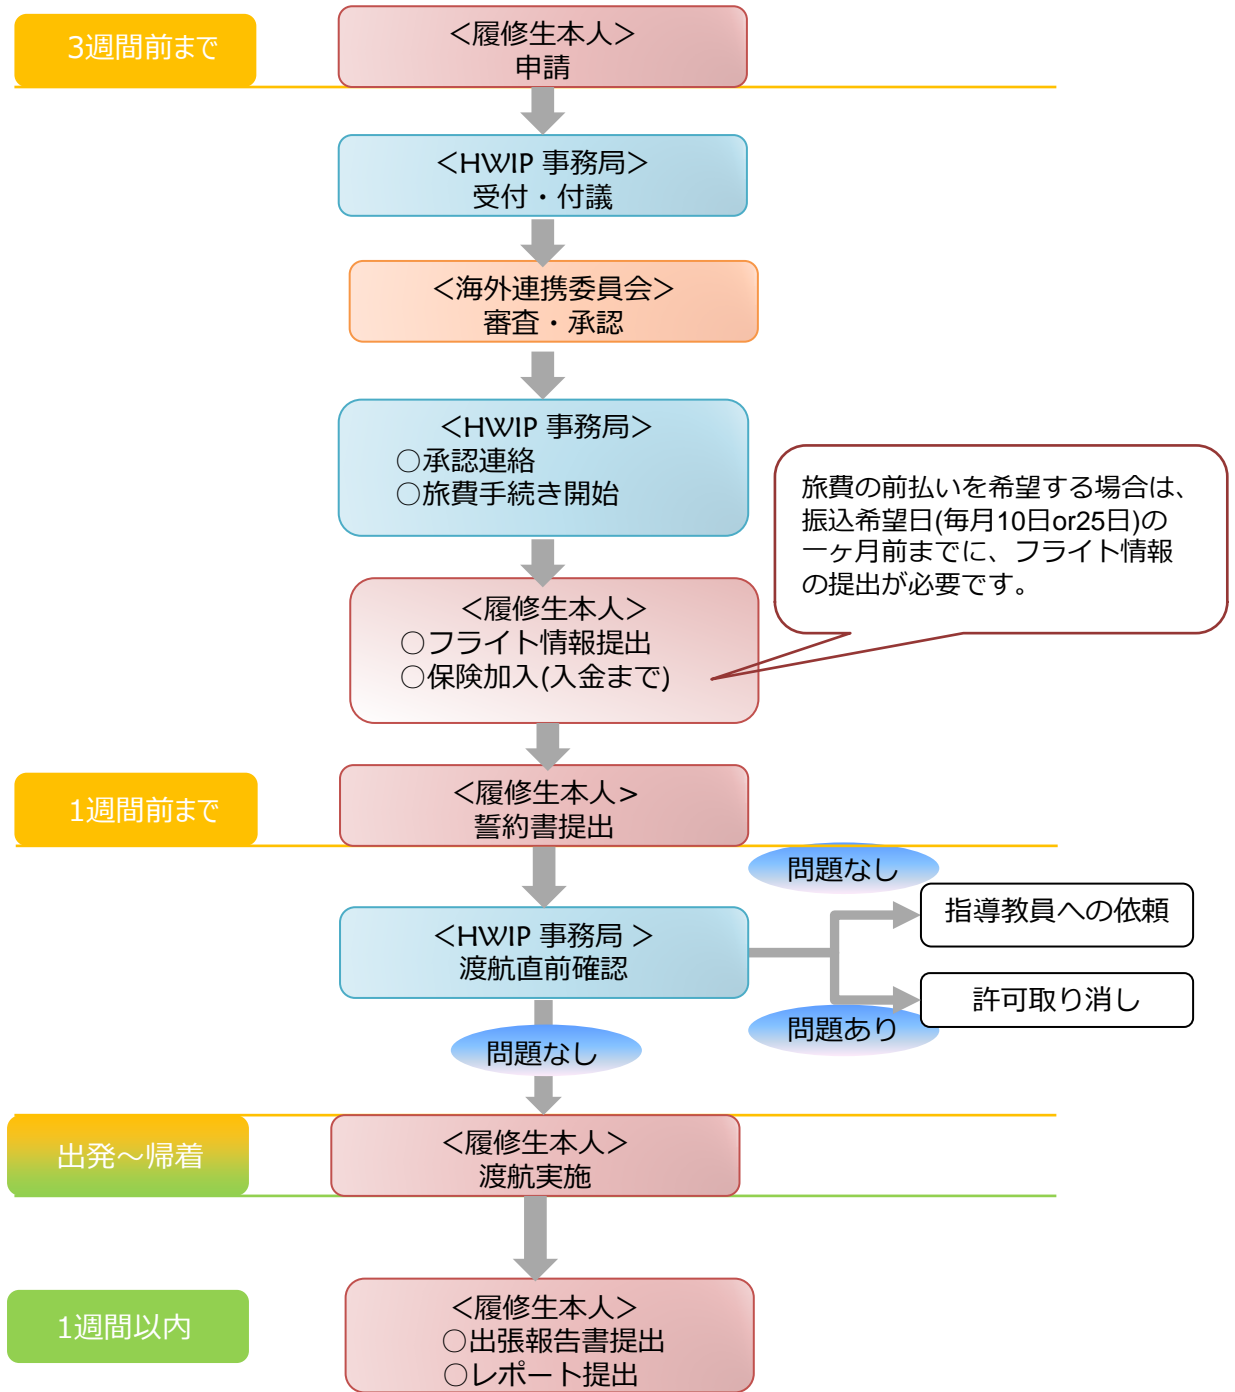 3週間前まで
＜履修生本人＞
申請
＜HWIP 事務局＞
受付・付議
＜海外連携委員会＞
審査・承認
＜HWIP 事務局＞
○承認連絡
○旅費手続き開始
旅費の前払いを希望する場合は、
振込希望日(毎月10日or25日)の
一ヶ月前までに、フライト情報
の提出が必要です。
＜履修生本人＞
○フライト情報提出
○保険加入(入金まで)
1週間前まで
＜履修生本人>
誓約書提出
問題なし
指導教員への依頼
＜HWIP 事務局 ＞
渡航直前確認
許可取り消し
問題あり
問題なし
出発～帰着
＜履修生本人＞
渡航実施
1週間以内
＜履修生本人＞
○出張報告書提出
○レポート提出